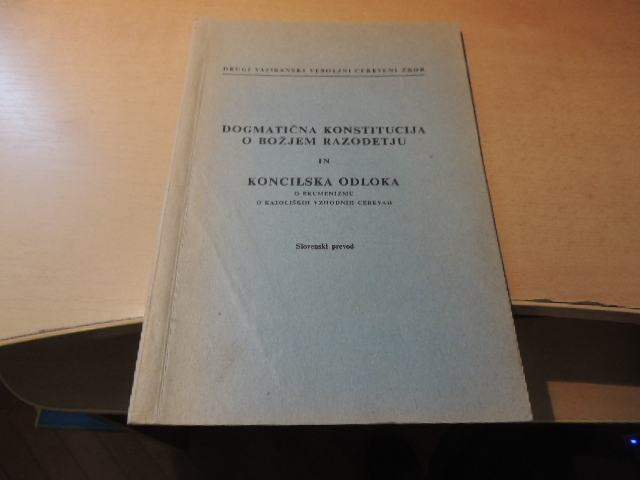 DRUGI VATIKANSKI VESOLJNI CERKVENI ZBOR
DOGMATIČNA KONSTITUCIJA
O BOŽJEM RAZODETJU
IN
KONCILSKA ODLOKA
O EKUMENIZMU
O KATOLIŠKIH VZHODNIH CERKVAH
Slovenski prevod